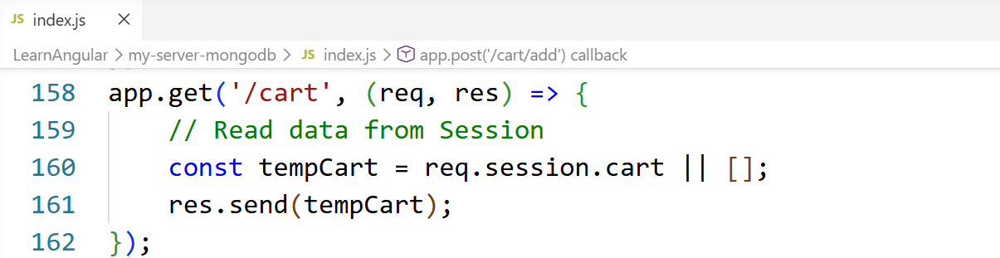 JS index.js ×
LearnAngular > my-server-mongodb > JS index.js > app.post('/cart/add') callback
158 app.get('/cart', (req, res) => {
159     // Read data from Session
160     const tempCart = req.session.cart || [];
161     res.send(tempCart);
162 });